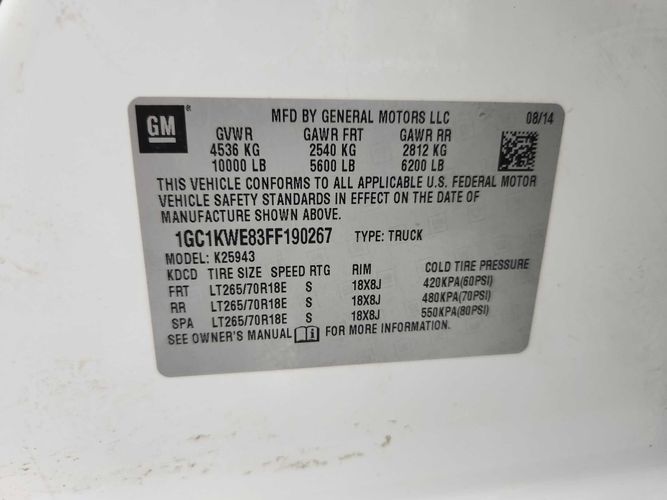 GM ® MFD BY GENERAL MOTORS LLC 08/14
GVWR GAWR FRT GAWR RR
4536 KG 2540 KG 2812 KG
10000 LB 5600 LB 6200 LB
THIS VEHICLE CONFORMS TO ALL APPLICABLE U.S. FEDERAL MOTOR
VEHICLE SAFETY STANDARDS IN EFFECT ON THE DATE OF
MANUFACTURE SHOWN ABOVE.
1GC1KWE83FF190267 TYPE: TRUCK
MODEL: K25943
KDCD TIRE SIZE SPEED RTG RIM COLD TIRE PRESSURE
FRT LT265/70R18E S 18X8J 420KPA(60PSI)
RR LT265/70R18E S 18X8J 480KPA(70PSI)
SPA LT265/70R18E S 18X8J 550KPA(80PSI)
SEE OWNER'S MANUAL i FOR MORE INFORMATION.